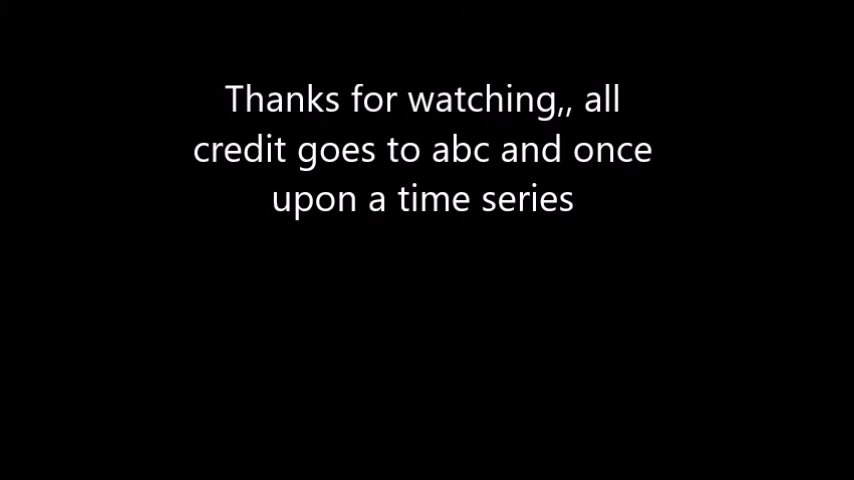 Thanks for watching,, all
credit goes to abc and once
upon a time series